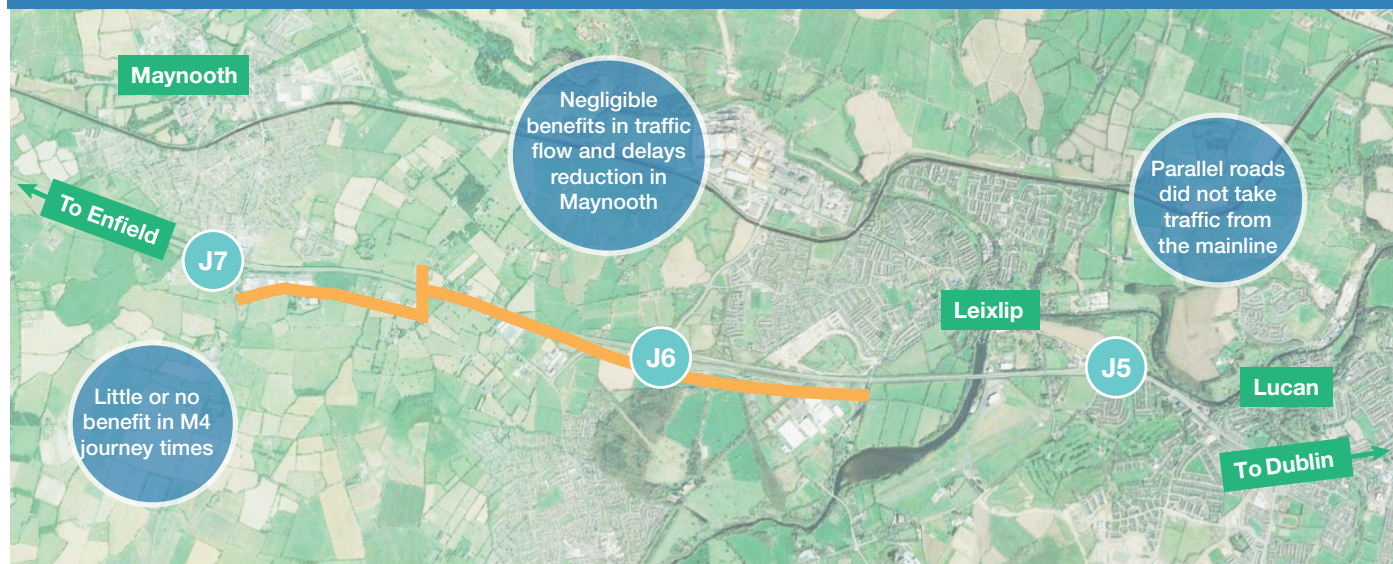 Maynooth
Negligible
benefits in traffic
flow and delays
reduction in
Maynooth
Parallel roads
did not take
traffic from
the mainline
To Enfield
J7
Leixlip
J6
J5
Lucan
Little or no
benefit in M4
journey times
To Dublin